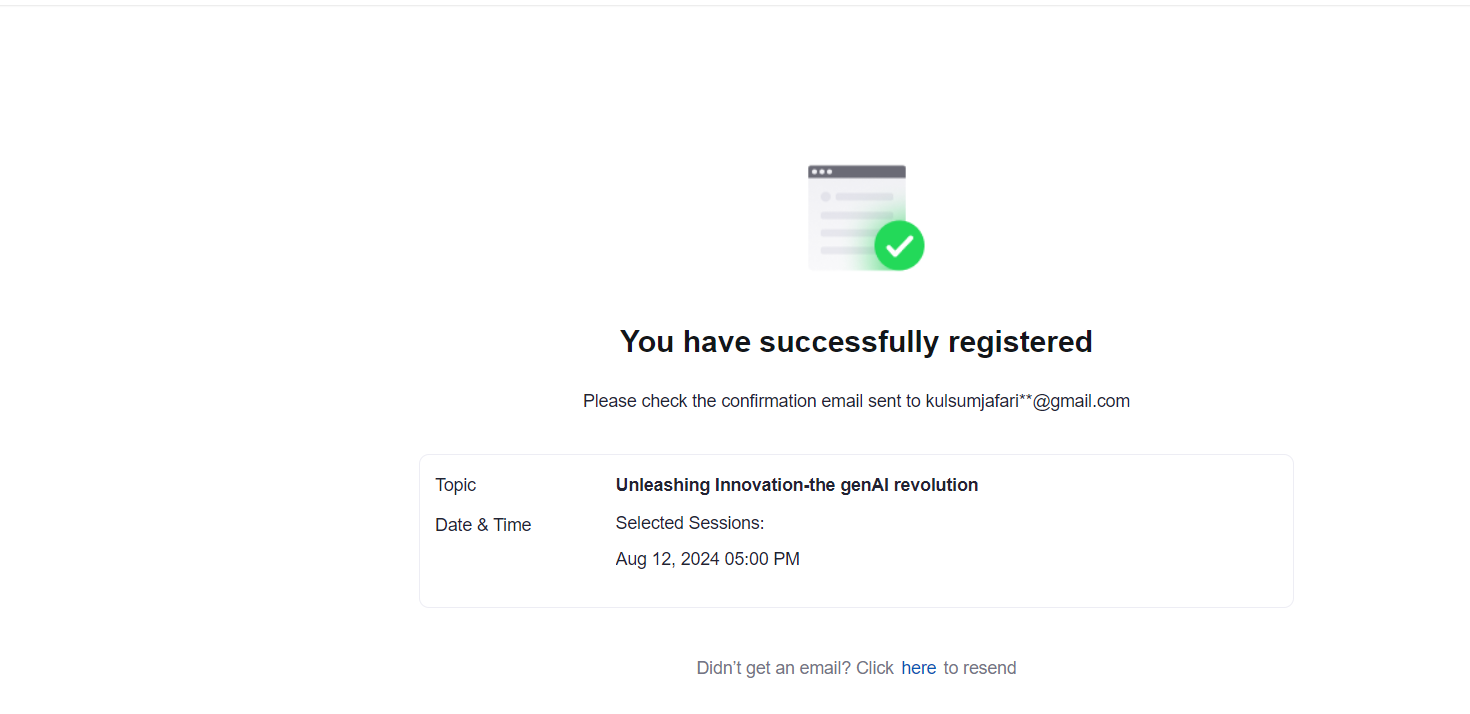 You have successfully registered
Please check the confirmation email sent to kulsumjafari**@gmail.com
Topic Unleashing Innovation-the genAI revolution
Date & Time Selected Sessions:
Aug 12, 2024 05:00 PM
Didn't get an email? Click here to resend